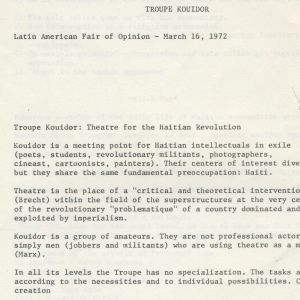 TROUPE KOUIDOR
Latin American Fair of Opinion - March 16, 1972
Troupe Kouidor: Theatre for the Haitian Revolution
Kouidor is a meeting point for Haitian intellectuals in exile
(poets, students, revolutionary militants, photographers,
cineast, cartoonists, painters). Their centers of interest dive
but they share the same fundamental preoccupation: Haiti.
Theatre is the place of a "critical and theoretical interventio
(Brecht) within the field of the superstructures at the very ce
of the revolutionary "problematique" of a country dominated and
exploited by imperialism.
Kouidor is a group of amateurs. They are not professional actor
simply men (jobbers and militants) who are using theatre as a m
(Marx).
In all its levels the Troupe has no specialization. The tasks a
according to the necessities and to individual possibilities. C
creation